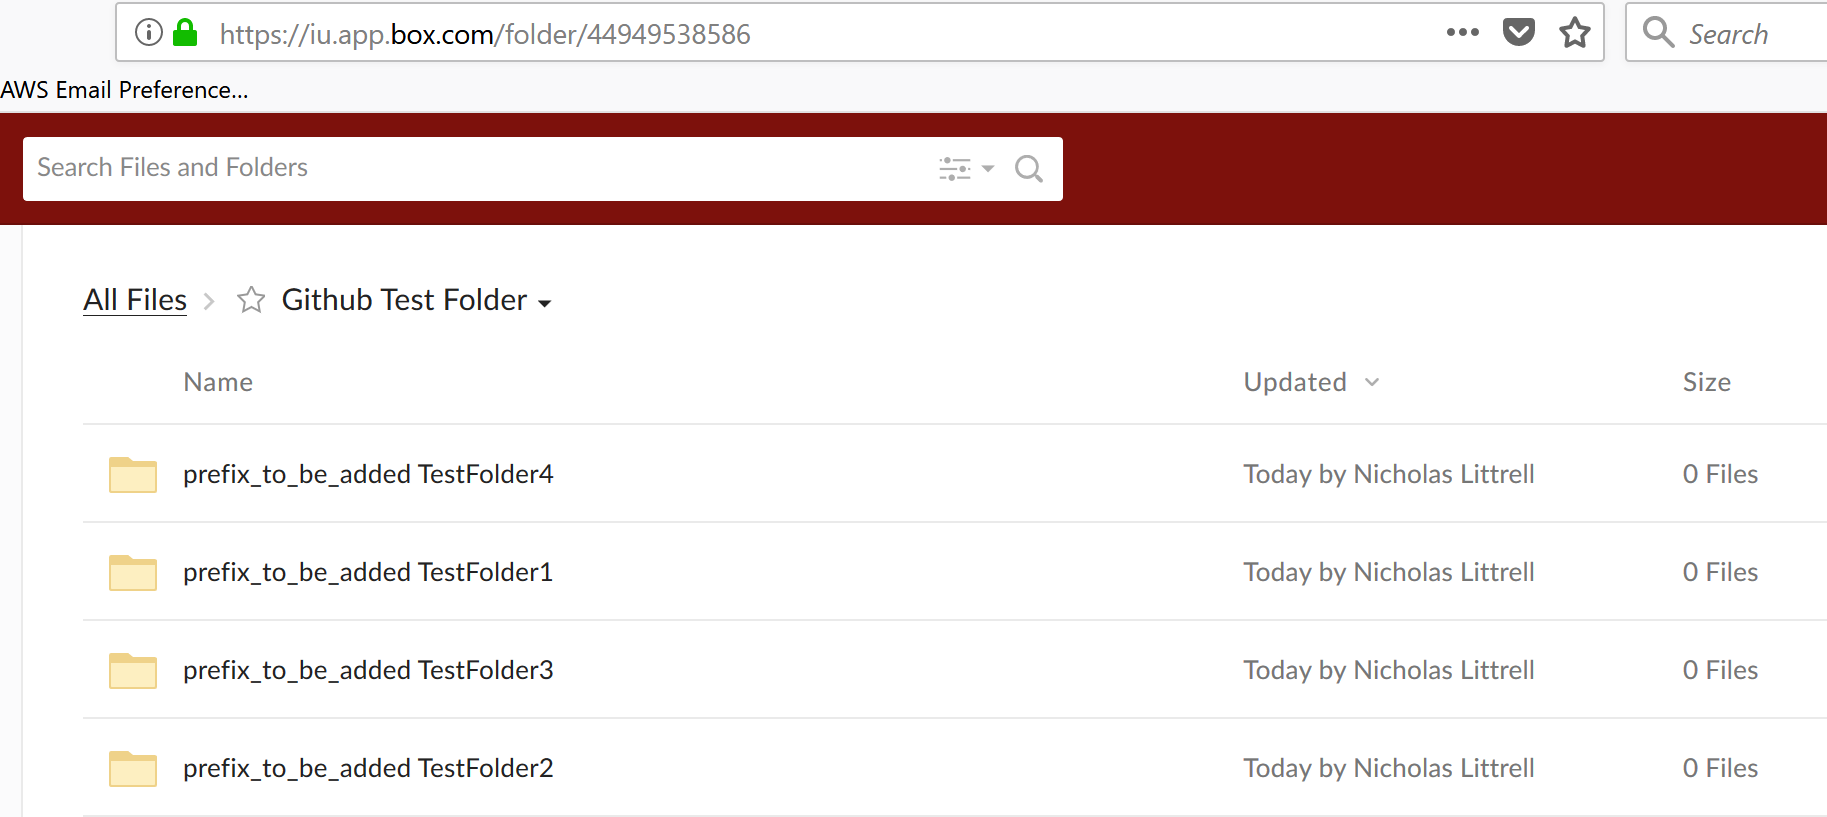 https://iu.app.box.com/folder/44949538586
Search
AWS Email Preference...
Search Files and Folders
All Files > Github Test Folder
Name Updated Size
prefix_to_be_added TestFolder4 Today by Nicholas Littrell 0 Files
prefix_to_be_added TestFolder1 Today by Nicholas Littrell 0 Files
prefix_to_be_added TestFolder3 Today by Nicholas Littrell 0 Files
prefix_to_be_added TestFolder2 Today by Nicholas Littrell 0 Files